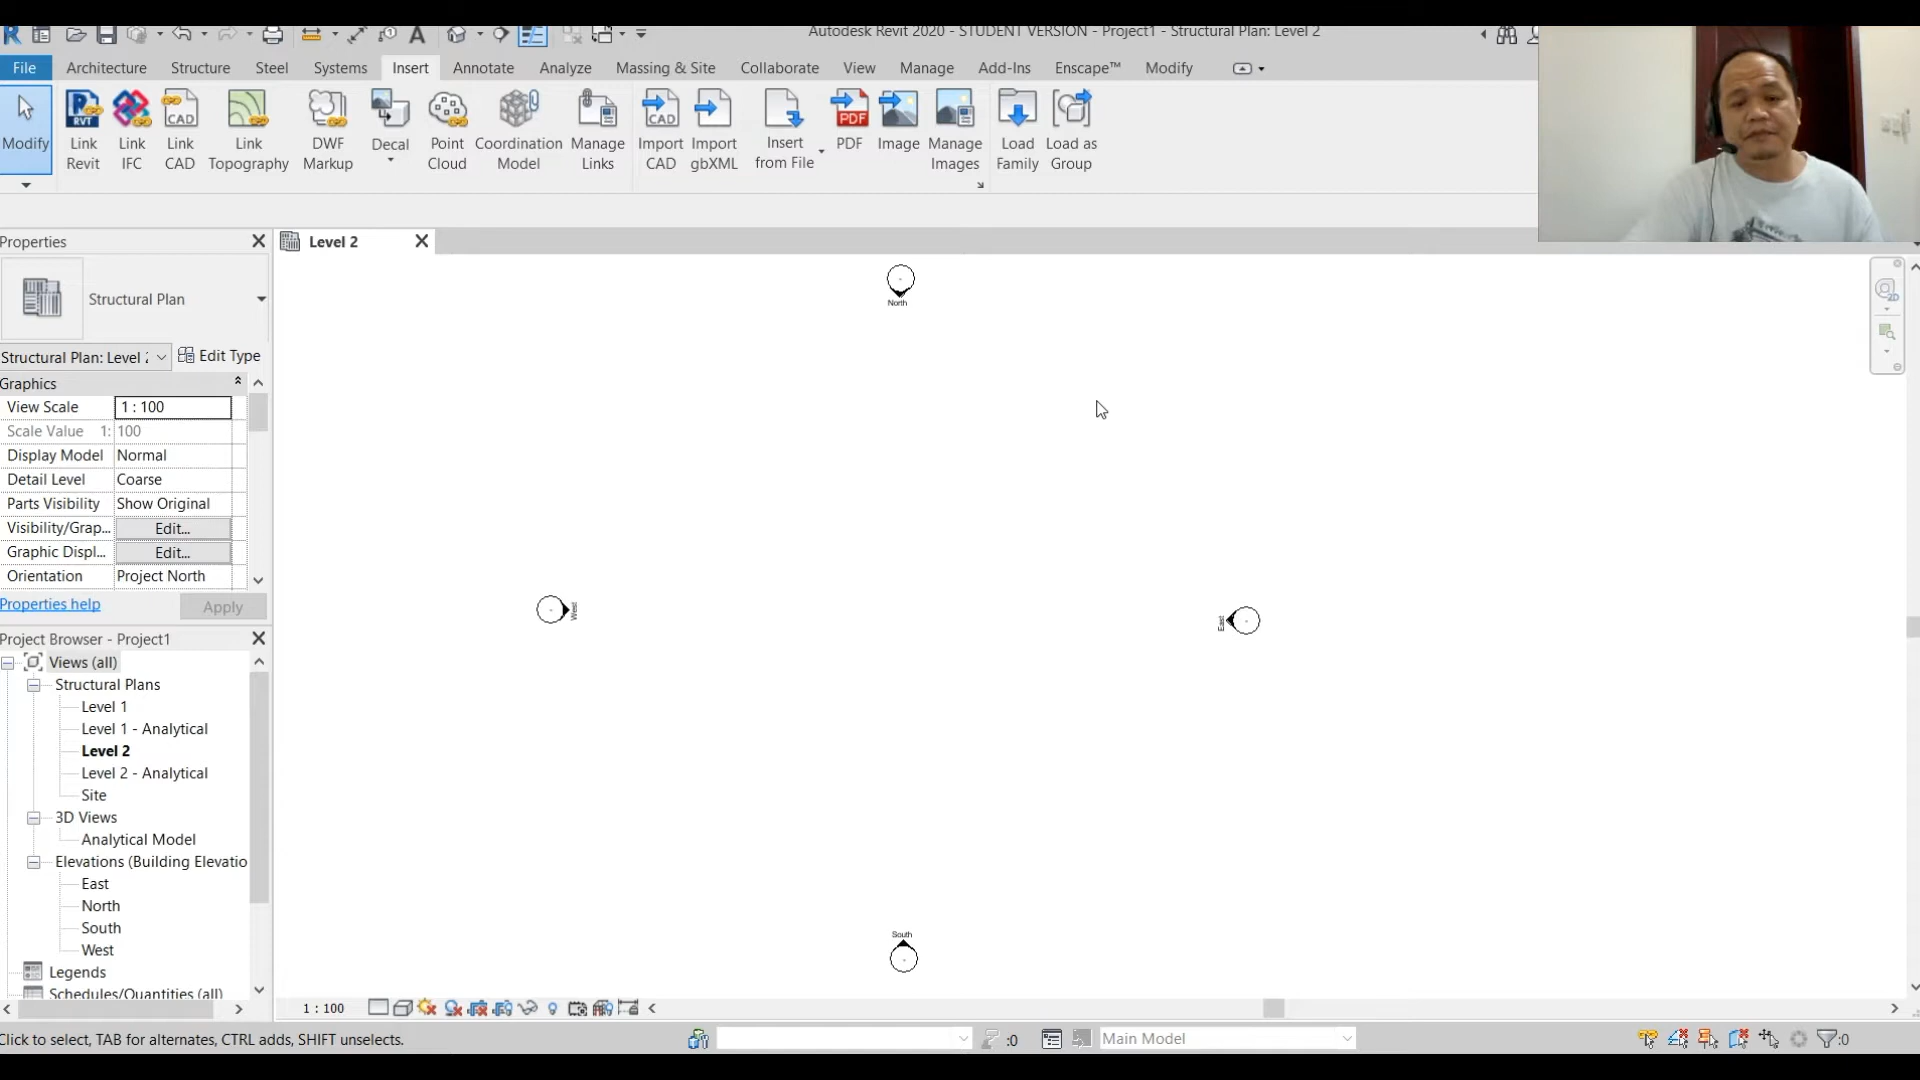 Autodesk Revit 2020 - STUDENT VERSION - Project1 - Structural Plan: Level 2
File Architecture Structure Steel Systems Insert Annotate Analyze Massing & Site Collaborate View Manage Add-Ins Enscape™ Modify
Modify
Link Revit
Link IFC
Link CAD
Link Topography
DWF Markup
Decal
Point Cloud
Coordination Model
Manage Links
Import CAD
Import gbXML
Insert from File
PDF
Image
Manage Images
Load Family
Load as Group
Properties
Level 2
Structural Plan
Structural Plan: Level 2
Edit Type
Graphics
View Scale 1 : 100
Scale Value 1: 100
Display Model Normal
Detail Level Coarse
Parts Visibility Show Original
Visibility/Grap... Edit...
Graphic Displ... Edit...
Orientation Project North
Properties help Apply
Project Browser - Project1
Views (all)
Structural Plans
Level 1
Level 1 - Analytical
Level 2
Level 2 - Analytical
Site
3D Views
Analytical Model
Elevations (Building Elevatio
East
North
South
West
Legends
Schedules/Quantities (all)
North
West
East
South
1 : 100
Click to select, TAB for alternates, CTRL adds, SHIFT unselects.
:0
Main Model
:0